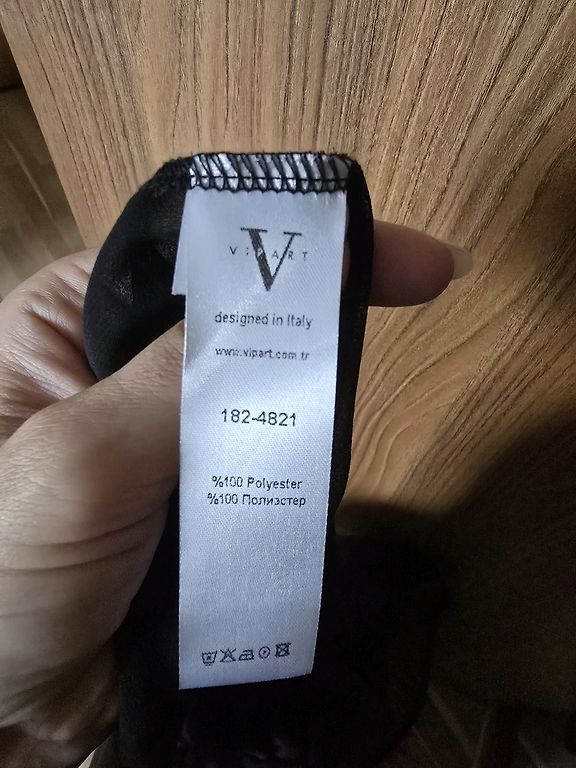 V
VIPART
designed in Italy
www.vipart.com.tr
182-4821
%100 Polyester
%100 Полиэстер